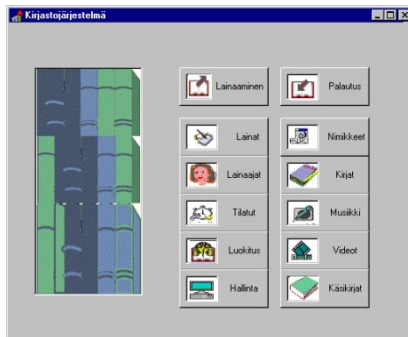 Kirjastojärjestelmä
Lainaaminen
Palautus
Lainat
Nimikkeet
Lainaajat
Kirjat
Tilatut
Musiikki
Luokitus
Videot
Hallinta
Käsikirjat